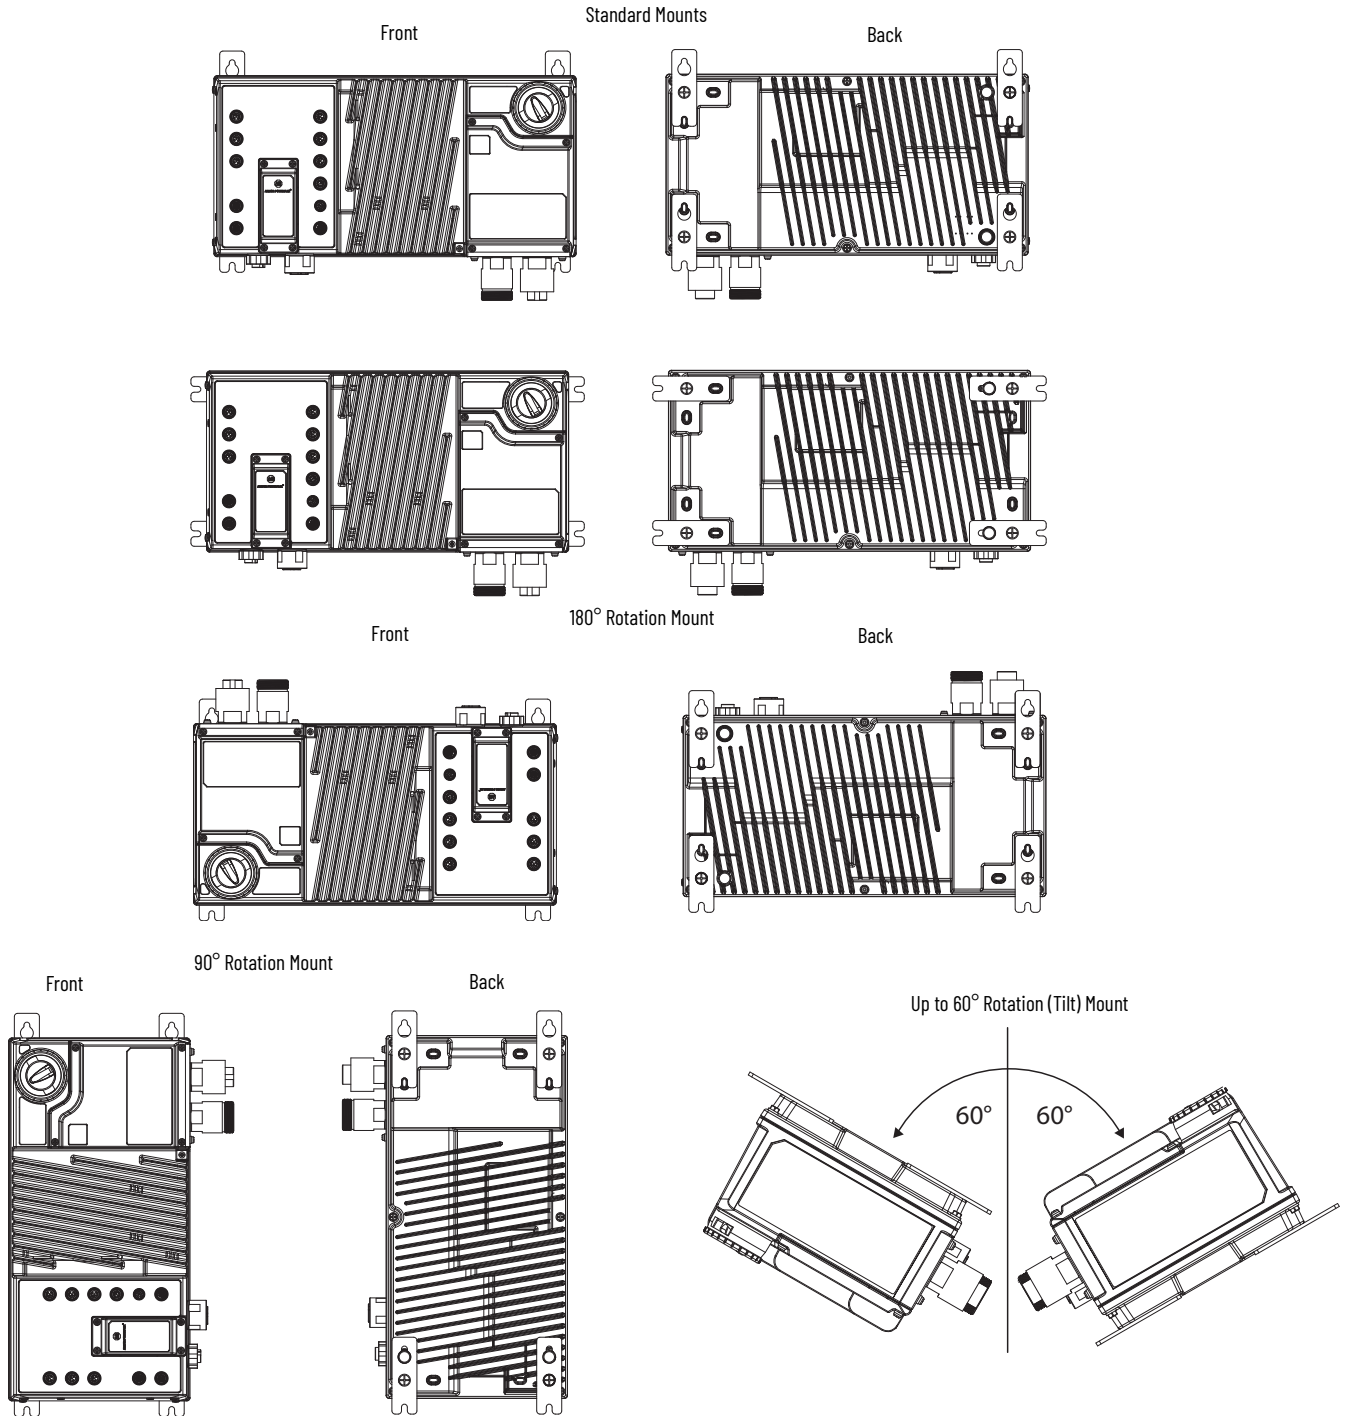 Standard Mounts
Front
Back
180° Rotation Mount
Front
Back
90° Rotation Mount
Front
Back
Up to 60° Rotation (Tilt) Mount
60°
60°